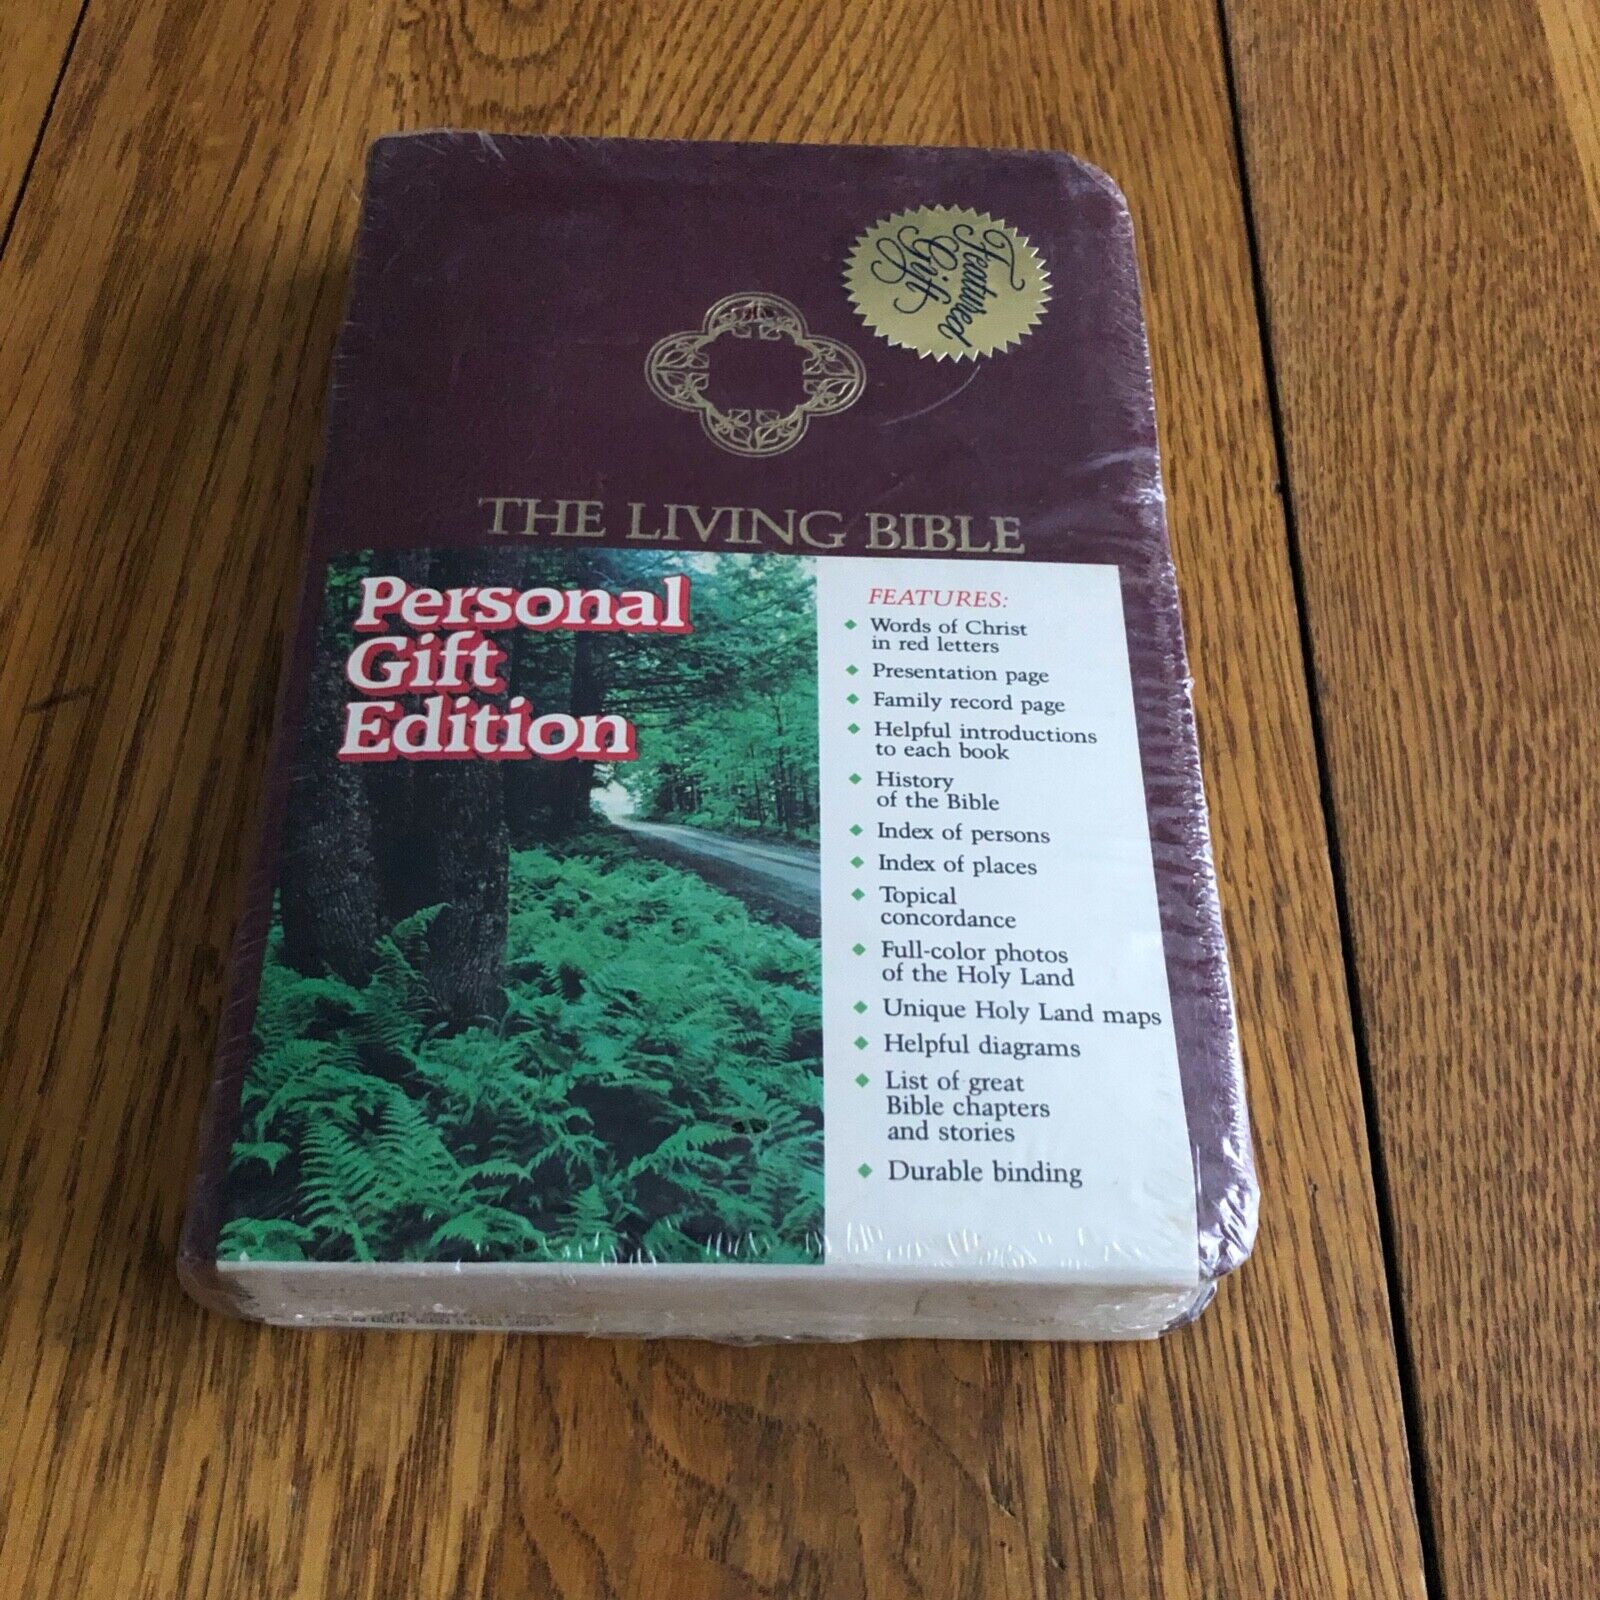 Featured
Gift
THE LIVING BIBLE
Personal
Gift
Edition
FEATURES:
Words of Christ
in red letters
Presentation page
Family record page
Helpful introductions
to each book
History
of the Bible
Index of persons
Index of places
Topical
concordance
Full-color photos
of the Holy Land
Unique Holy Land maps
Helpful diagrams
List of great
Bible chapters
and stories
Durable binding